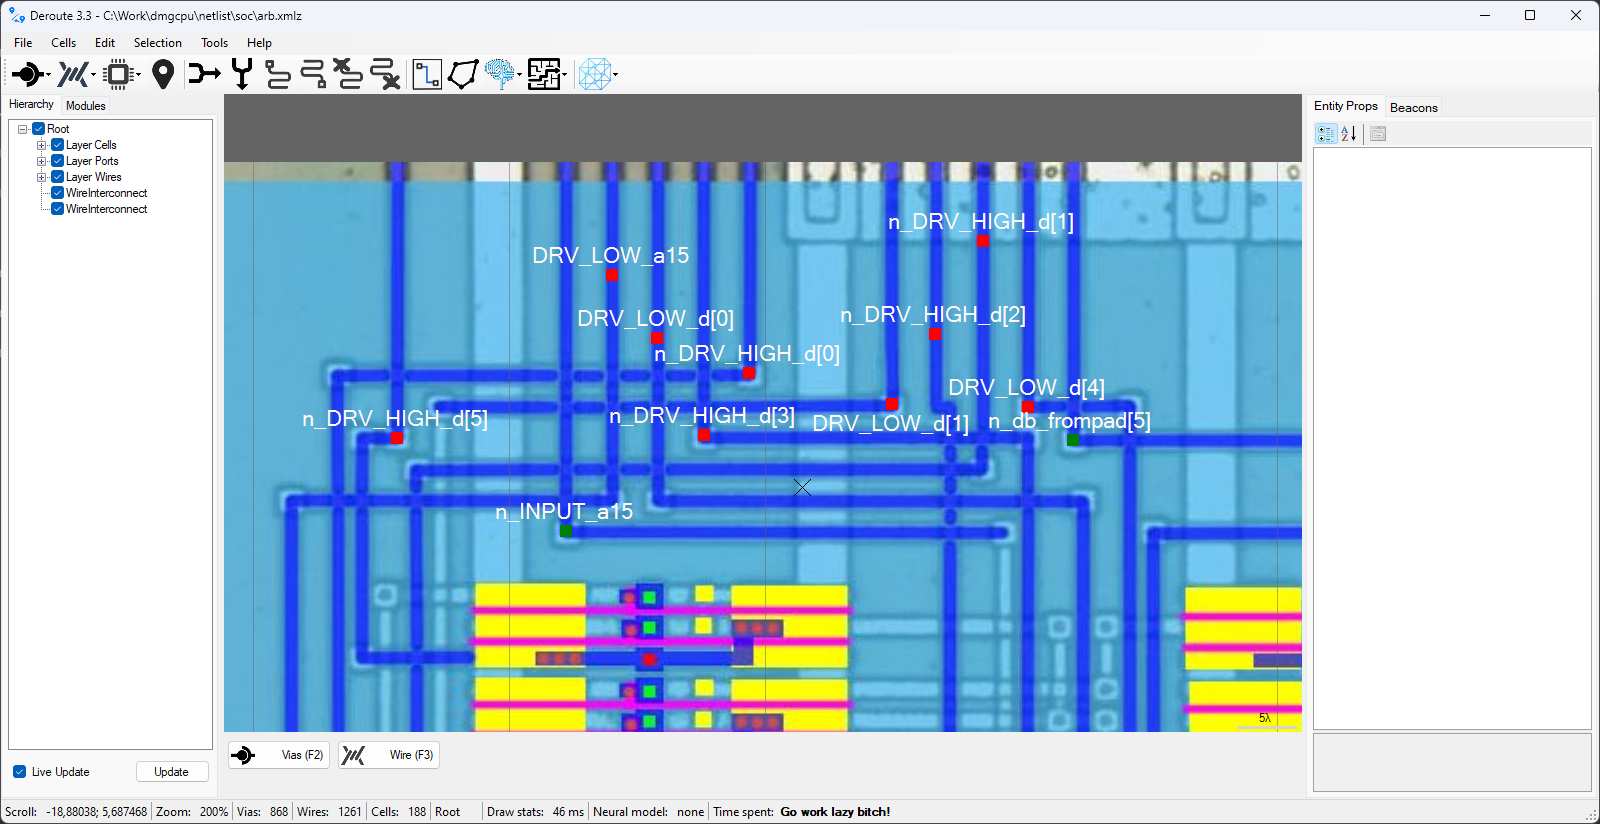 Deroute 3.3 - C:\Work\dmgcpu\netlist\soc\arb.xmlz
File Cells Edit Selection Tools Help
Hierarchy Modules
Entity Props Beacons
Root
Layer Cells
Layer Ports
Layer Wires
WireInterconnect
WireInterconnect
n_DRV_HIGH_d[1]
DRV_LOW_a15
n_DRV_HIGH_d[2]
DRV_LOW_d[0]
n_DRV_HIGH_d[0]
DRV_LOW_d[4]
n_DRV_HIGH_d[5]
n_DRV_HIGH_d[3]
DRV_LOW_d[1]
n_db_frompad[5]
n_INPUT_a15
5λ
Vias (F2) Wire (F3)
Live Update Update
Scroll: -18,88038; 5,687468 Zoom: 200% Vias: 868 Wires: 1261 Cells: 188 Root Draw stats: 46 ms Neural model: none Time spent: Go work lazy bitch!